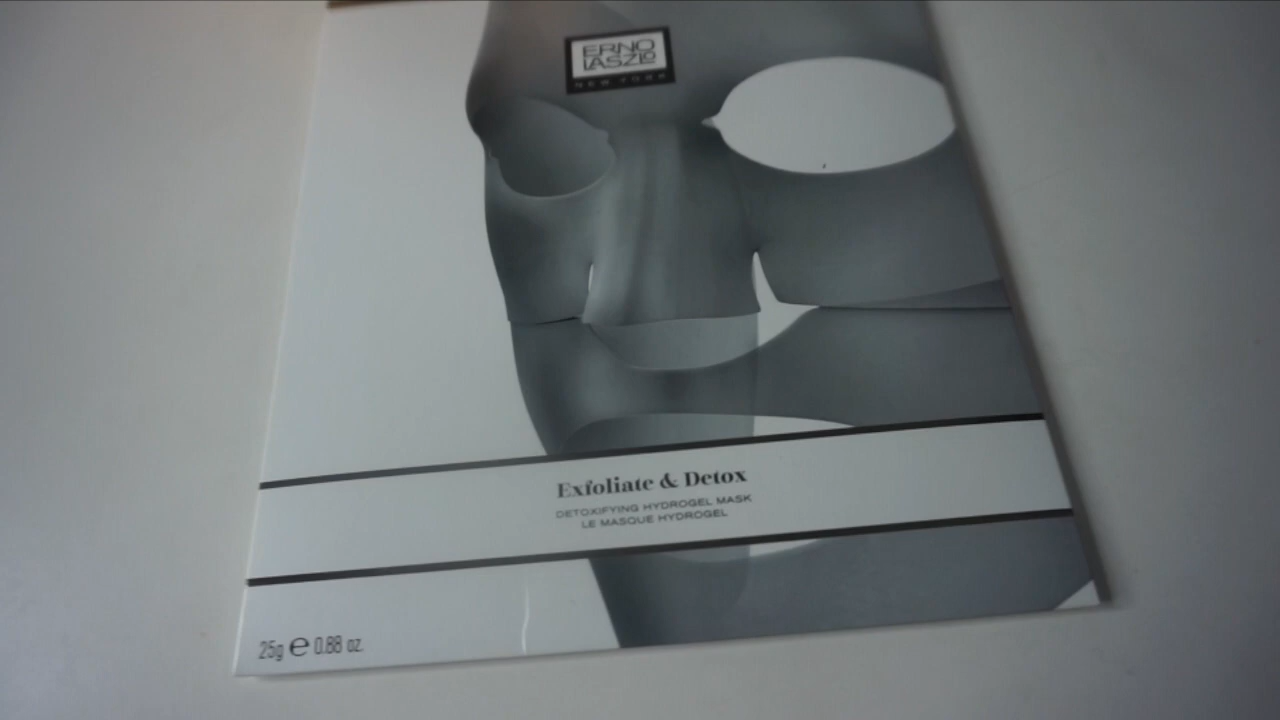 ERNO
LASZLO
NEW YORK
Exfoliate & Detox
DETOXIFYING HYDROGEL MASK
LE MASQUE HYDROGEL
25g ℮ 0.88 oz.